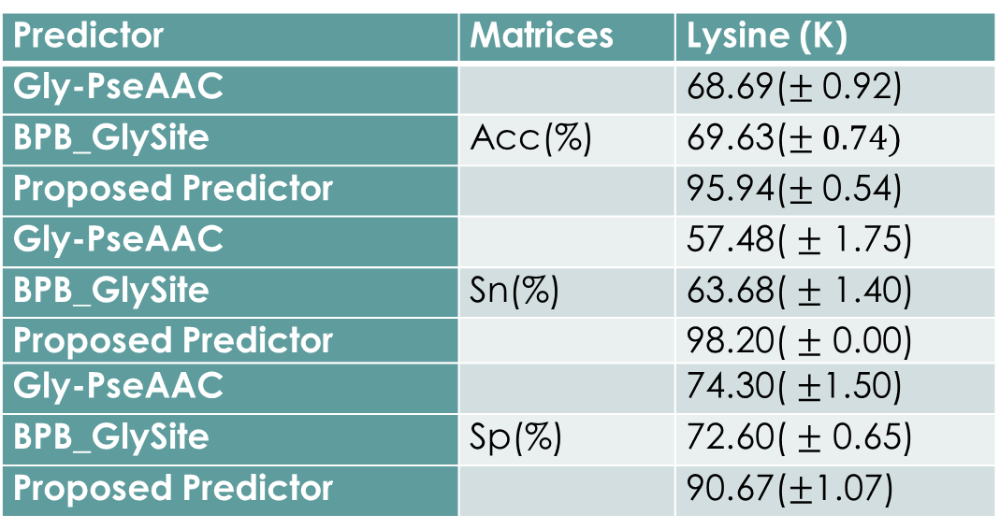 Predictor Matrices Lysine (K)
Gly-PseAAC 68.69(± 0.92)
BPB_GlySite Acc(%) 69.63(± 0.74)
Proposed Predictor 95.94(± 0.54)
Gly-PseAAC 57.48( ± 1.75)
BPB_GlySite Sn(%) 63.68( ± 1.40)
Proposed Predictor 98.20( ± 0.00)
Gly-PseAAC 74.30( ±1.50)
BPB_GlySite Sp(%) 72.60( ± 0.65)
Proposed Predictor 90.67(±1.07)